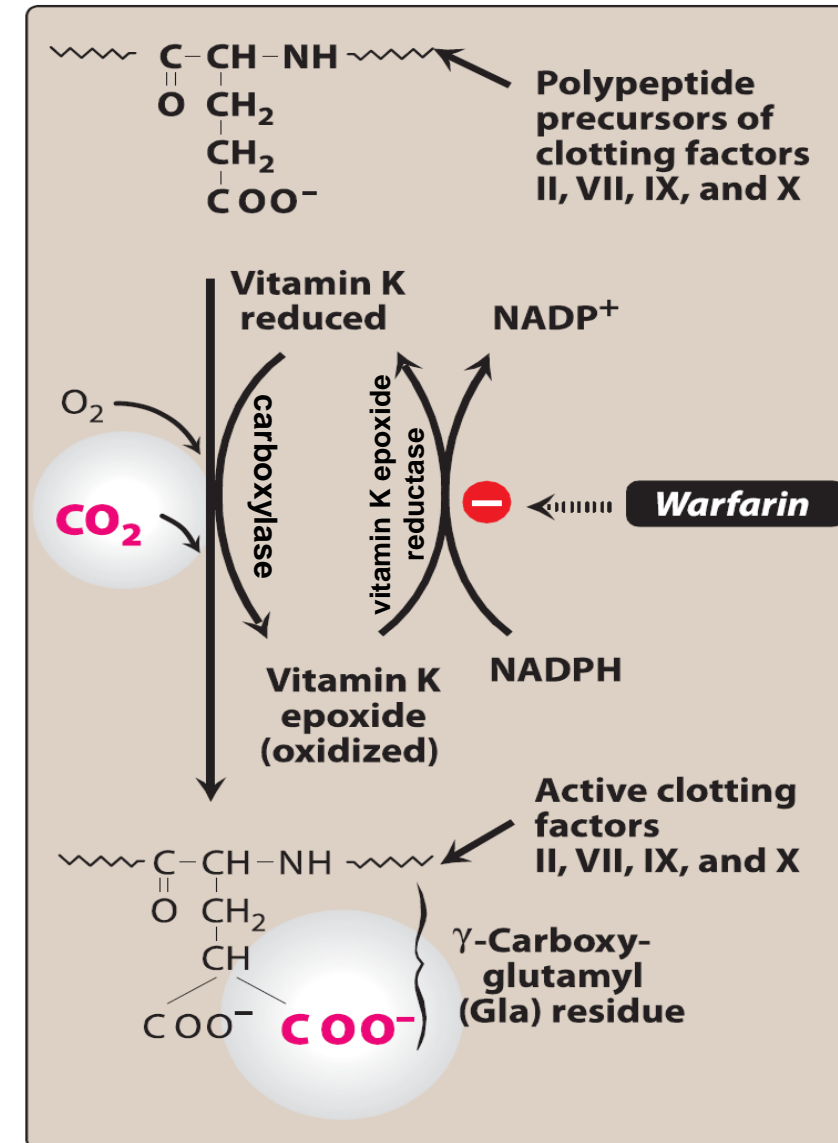 C–CH–NH
O CH₂
CH₂
COO⁻
Polypeptide
precursors of
clotting factors
II, VII, IX, and X
Vitamin K
reduced
NADP⁺
O₂
CO₂
carboxylase
vitamin K epoxide
reductase
Warfarin
Vitamin K
epoxide
(oxidized)
NADPH
Active clotting
factors
II, VII, IX, and X
C–CH–NH
O CH₂
CH
COO⁻ COO⁻
γ-Carboxy-
glutamyl
(Gla) residue